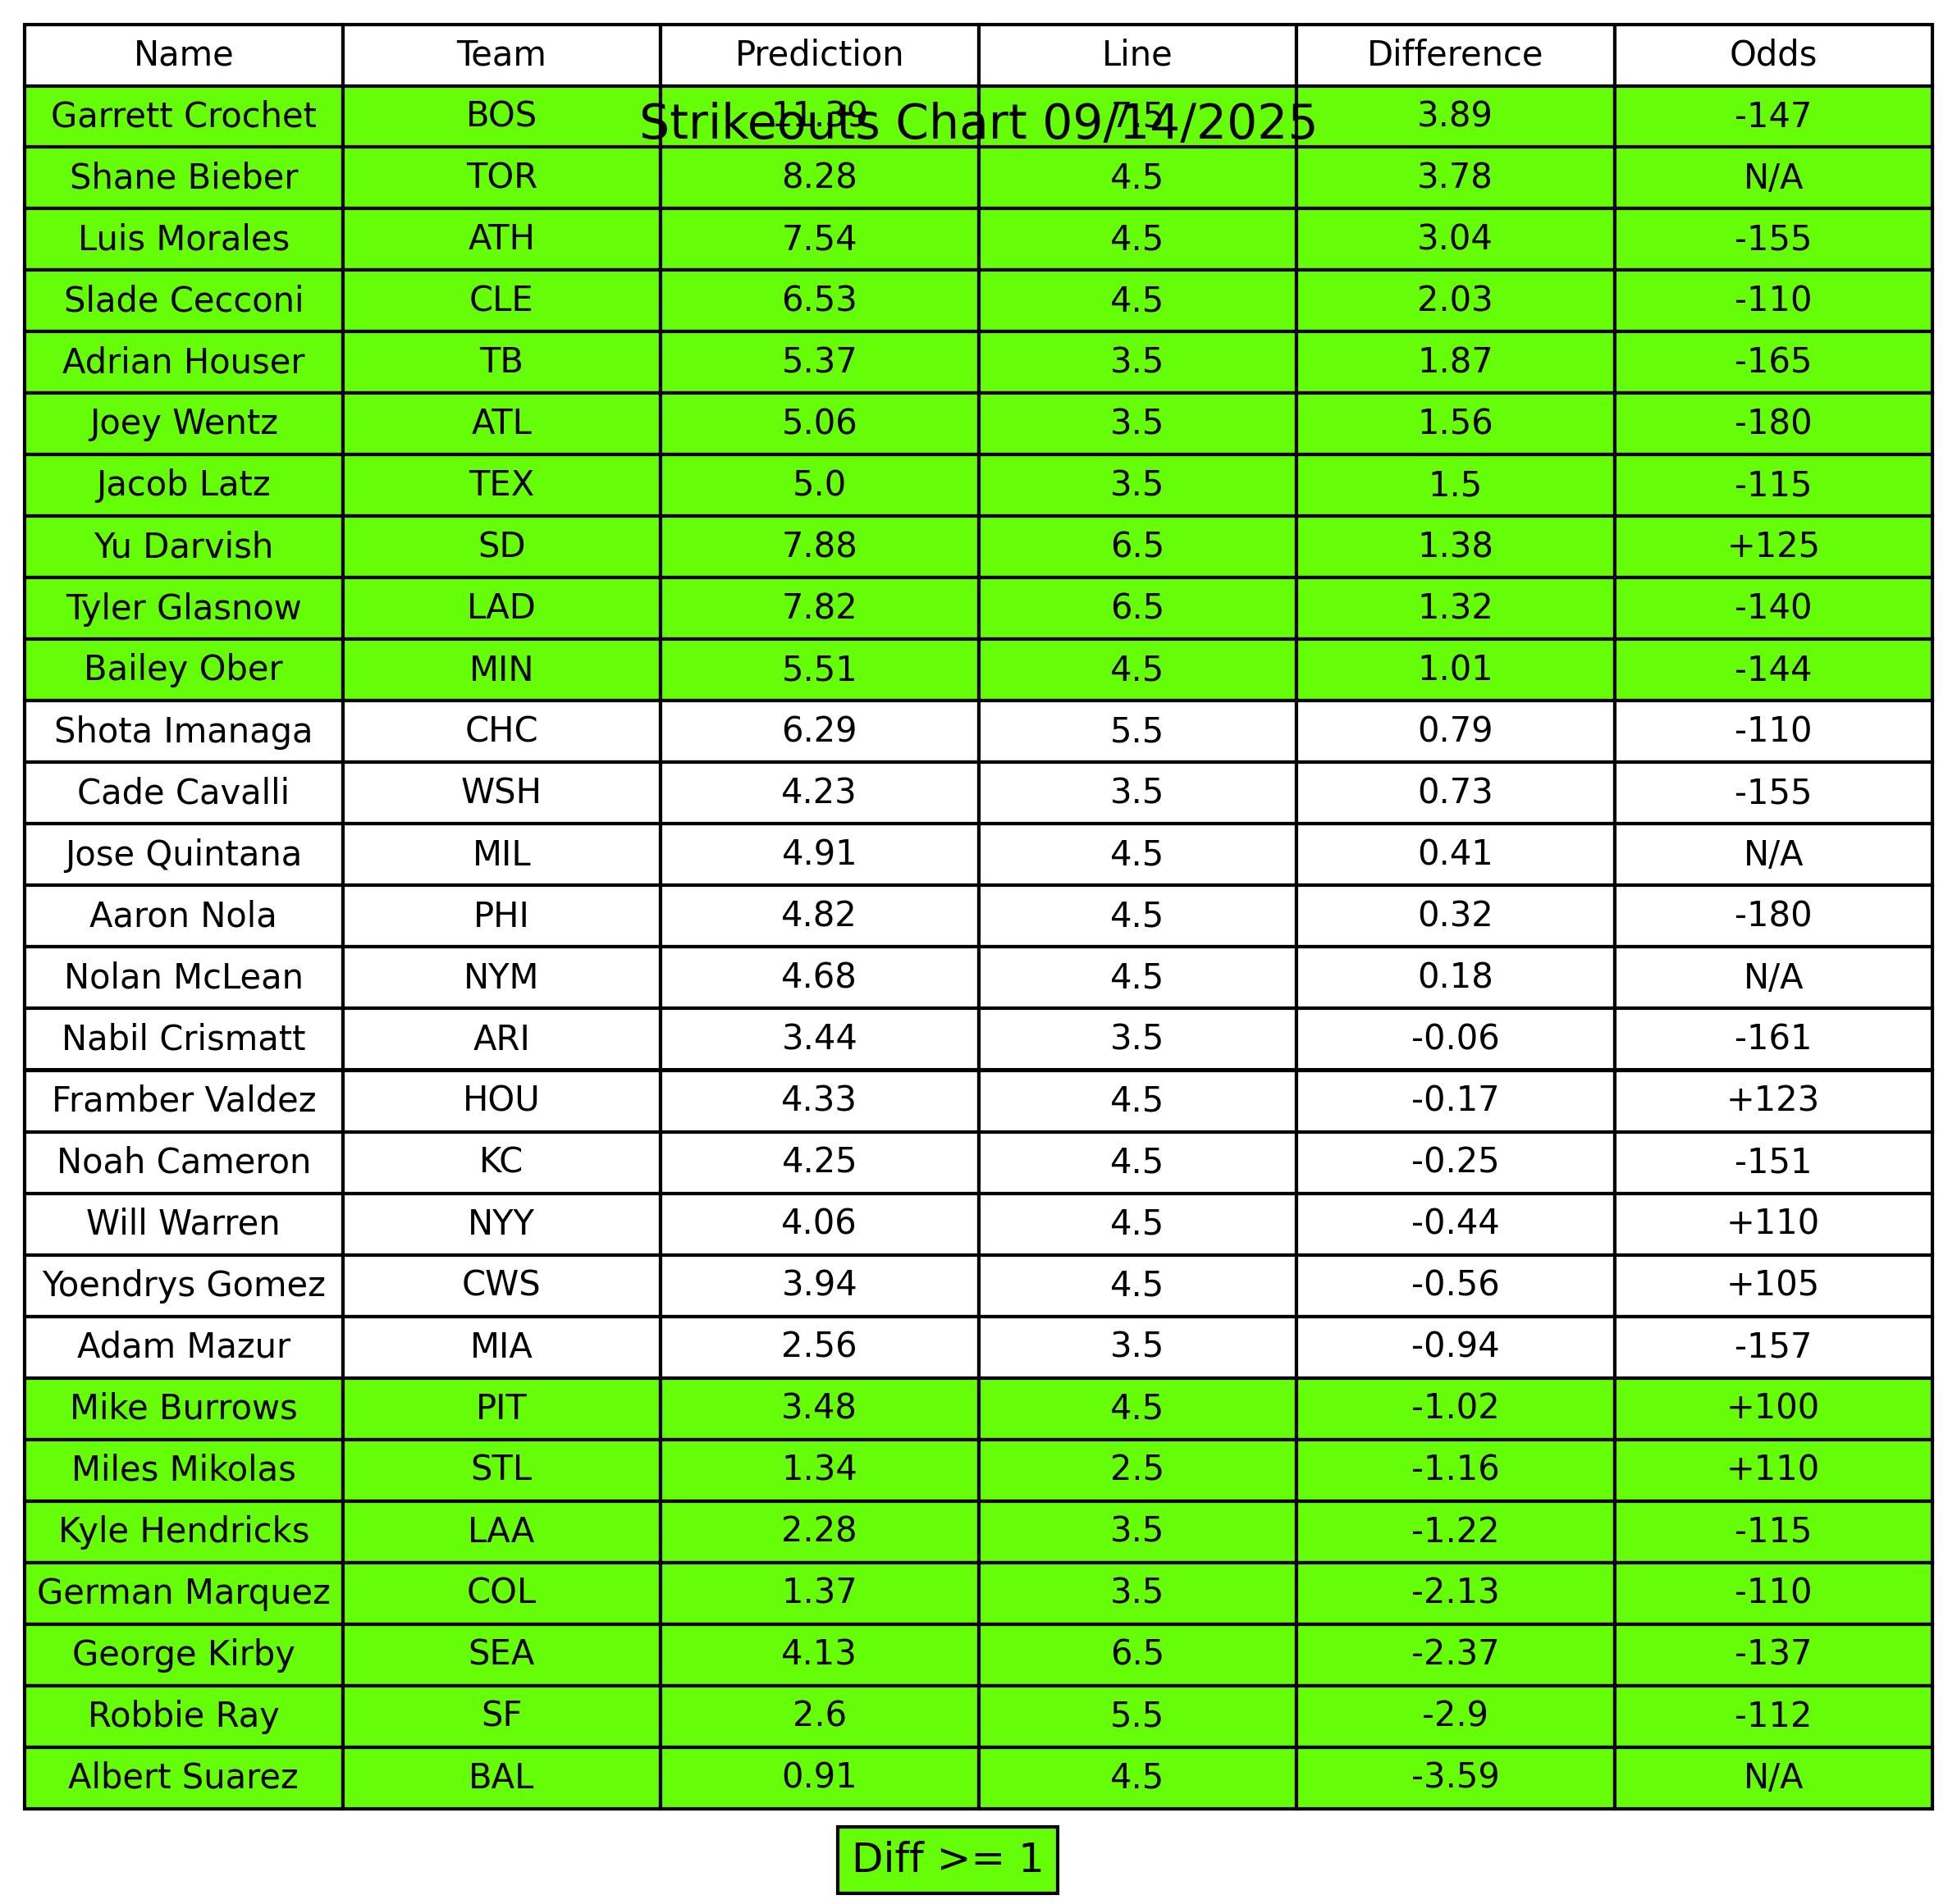 Name Team Prediction Line Difference Odds
Garrett Crochet BOS 11.39 7.5 3.89 -147
Strikeouts Chart 09/14/2025
Shane Bieber TOR 8.28 4.5 3.78 N/A
Luis Morales ATH 7.54 4.5 3.04 -155
Slade Cecconi CLE 6.53 4.5 2.03 -110
Adrian Houser TB 5.37 3.5 1.87 -165
Joey Wentz ATL 5.06 3.5 1.56 -180
Jacob Latz TEX 5.0 3.5 1.5 -115
Yu Darvish SD 7.88 6.5 1.38 +125
Tyler Glasnow LAD 7.82 6.5 1.32 -140
Bailey Ober MIN 5.51 4.5 1.01 -144
Shota Imanaga CHC 6.29 5.5 0.79 -110
Cade Cavalli WSH 4.23 3.5 0.73 -155
Jose Quintana MIL 4.91 4.5 0.41 N/A
Aaron Nola PHI 4.82 4.5 0.32 -180
Nolan McLean NYM 4.68 4.5 0.18 N/A
Nabil Crismatt ARI 3.44 3.5 -0.06 -161
Framber Valdez HOU 4.33 4.5 -0.17 +123
Noah Cameron KC 4.25 4.5 -0.25 -151
Will Warren NYY 4.06 4.5 -0.44 +110
Yoendrys Gomez CWS 3.94 4.5 -0.56 +105
Adam Mazur MIA 2.56 3.5 -0.94 -157
Mike Burrows PIT 3.48 4.5 -1.02 +100
Miles Mikolas STL 1.34 2.5 -1.16 +110
Kyle Hendricks LAA 2.28 3.5 -1.22 -115
German Marquez COL 1.37 3.5 -2.13 -110
George Kirby SEA 4.13 6.5 -2.37 -137
Robbie Ray SF 2.6 5.5 -2.9 -112
Albert Suarez BAL 0.91 4.5 -3.59 N/A
Diff >= 1